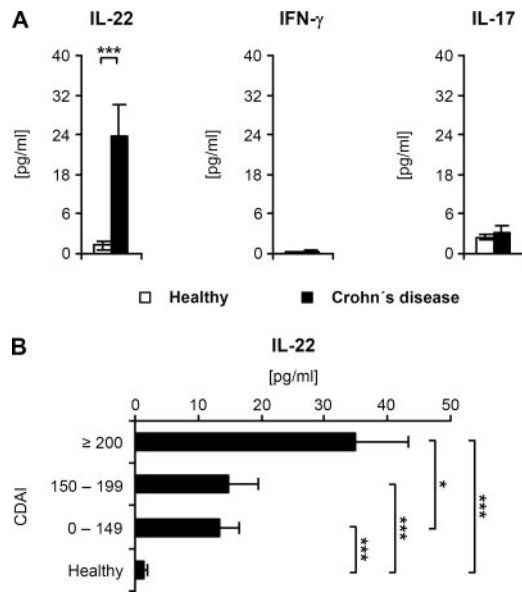 A
IL-22
IFN-γ
IL-17
***
40
32
24
18
6
0
[pg/ml]
40
32
24
18
6
0
[pg/ml]
40
32
24
18
6
0
[pg/ml]
Healthy
Crohn´s disease
B
IL-22
[pg/ml]
0
10
20
30
40
50
CDAI
≥ 200
150 – 199
0 – 149
Healthy
***
***
*
***